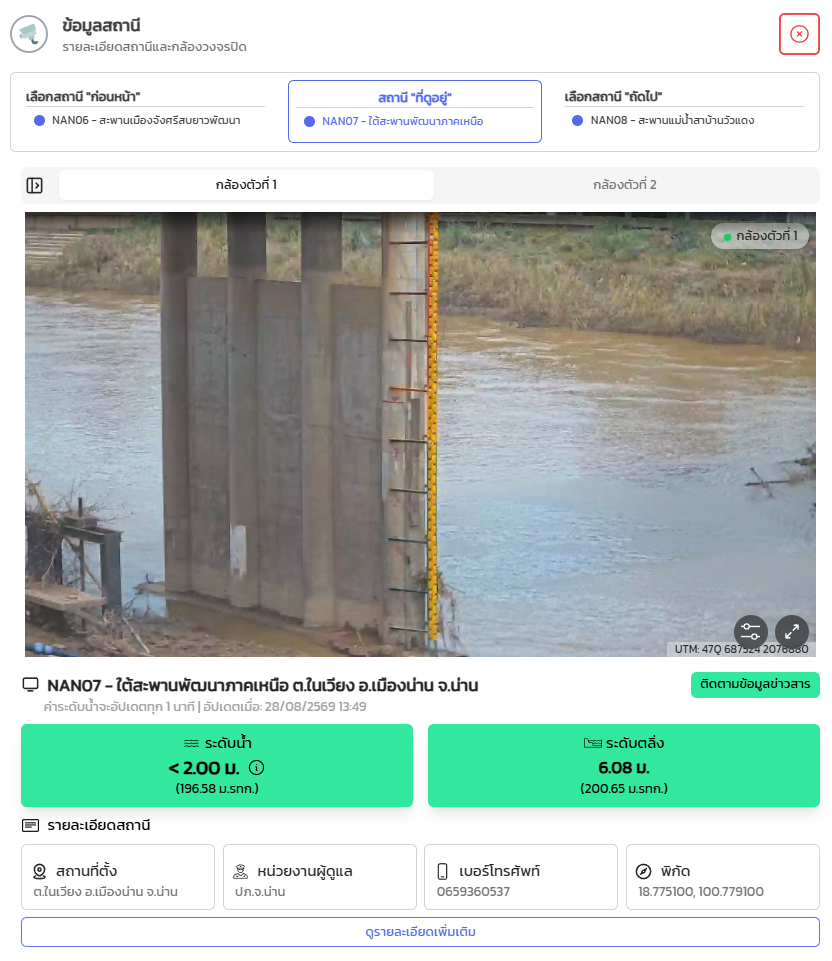 ข้อมูลสถานี
รายละเอียดสถานีและกล้องวงจรปิด
เลือกสถานี "ก่อนหน้า"
NAN06 - สะพานเมืองจังศรีสบยาวพัฒนา
สถานี "ที่ดูอยู่"
NAN07 - ใต้สะพานพัฒนาภาคเหนือ
เลือกสถานี "ถัดไป"
NAN08 - สะพานแม่น้ำสาบ้านวัวแดง
กล้องตัวที่ 1
กล้องตัวที่ 2
กล้องตัวที่ 1
UTM: 47Q 687524 2076880
NAN07 - ใต้สะพานพัฒนาภาคเหนือ ต.ในเวียง อ.เมืองน่าน จ.น่าน
ติดตามข้อมูลข่าวสาร
ค่าระดับน้ำจะอัปเดตทุก 1 นาที | อัปเดตเมื่อ: 28/08/2569 13:49
ระดับน้ำ
< 2.00 ม.
(196.58 ม.รทก.)
ระดับตลิ่ง
6.08 ม.
(200.65 ม.รทก.)
รายละเอียดสถานี
สถานที่ตั้ง
ต.ในเวียง อ.เมืองน่าน จ.น่าน
หน่วยงานผู้ดูแล
ปภ.จ.น่าน
เบอร์โทรศัพท์
0659360537
พิกัด
18.775100, 100.779100
ดูรายละเอียดเพิ่มเติม